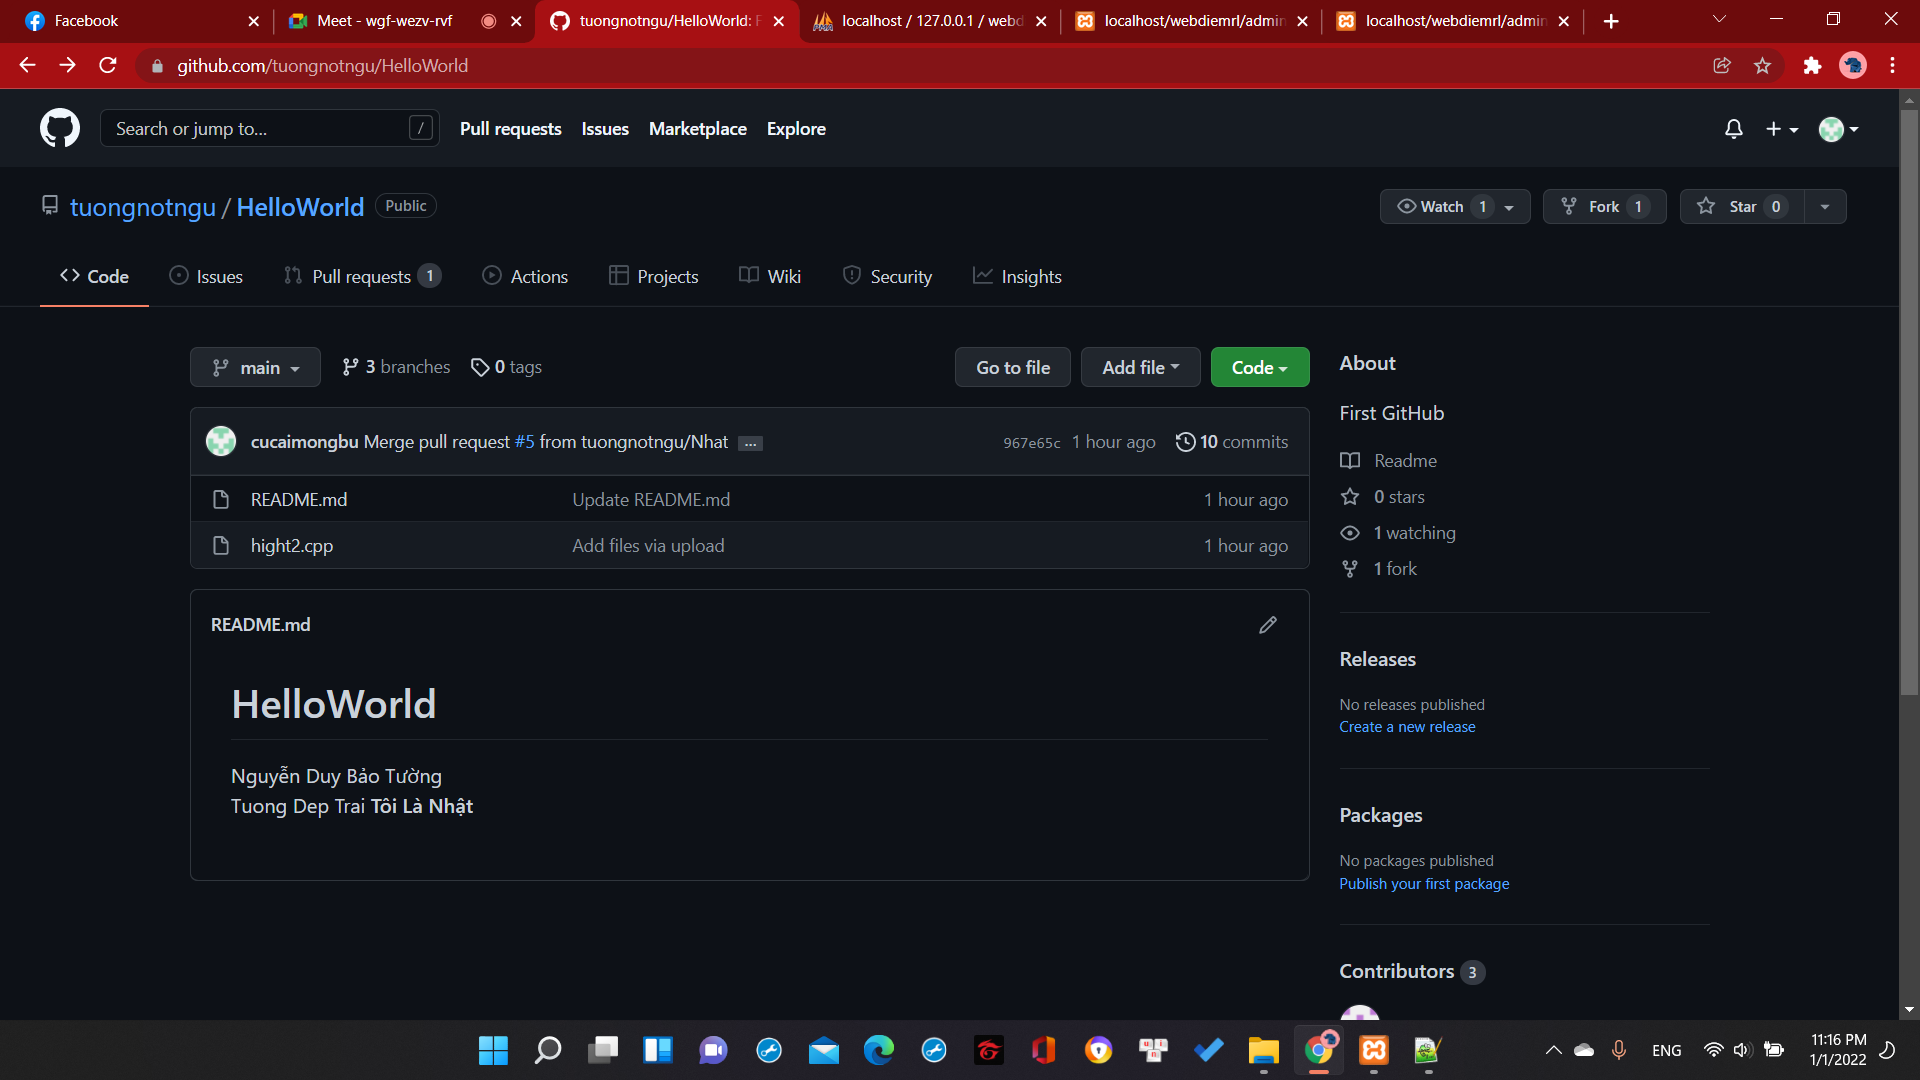 Facebook
Meet - wgf-wezv-rvf
tuongnotngu/HelloWorld: F
localhost / 127.0.0.1 / webd
localhost/webdiemrl/admin
localhost/webdiemrl/admin
github.com/tuongnotngu/HelloWorld
Search or jump to...
/
Pull requests
Issues
Marketplace
Explore
tuongnotngu / HelloWorld
Public
Watch 1
Fork 1
Star 0
Code
Issues
Pull requests 1
Actions
Projects
Wiki
Security
Insights
main
3 branches
0 tags
Go to file
Add file
Code
cucaimongbu Merge pull request #5 from tuongnotngu/Nhat ...
967e65c 1 hour ago
10 commits
README.md
Update README.md
1 hour ago
hight2.cpp
Add files via upload
1 hour ago
README.md
HelloWorld
Nguyễn Duy Bảo Tường
Tuong Dep Trai Tôi Là Nhật
About
First GitHub
Readme
0 stars
1 watching
1 fork
Releases
No releases published
Create a new release
Packages
No packages published
Publish your first package
Contributors 3
ENG
11:16 PM
1/1/2022